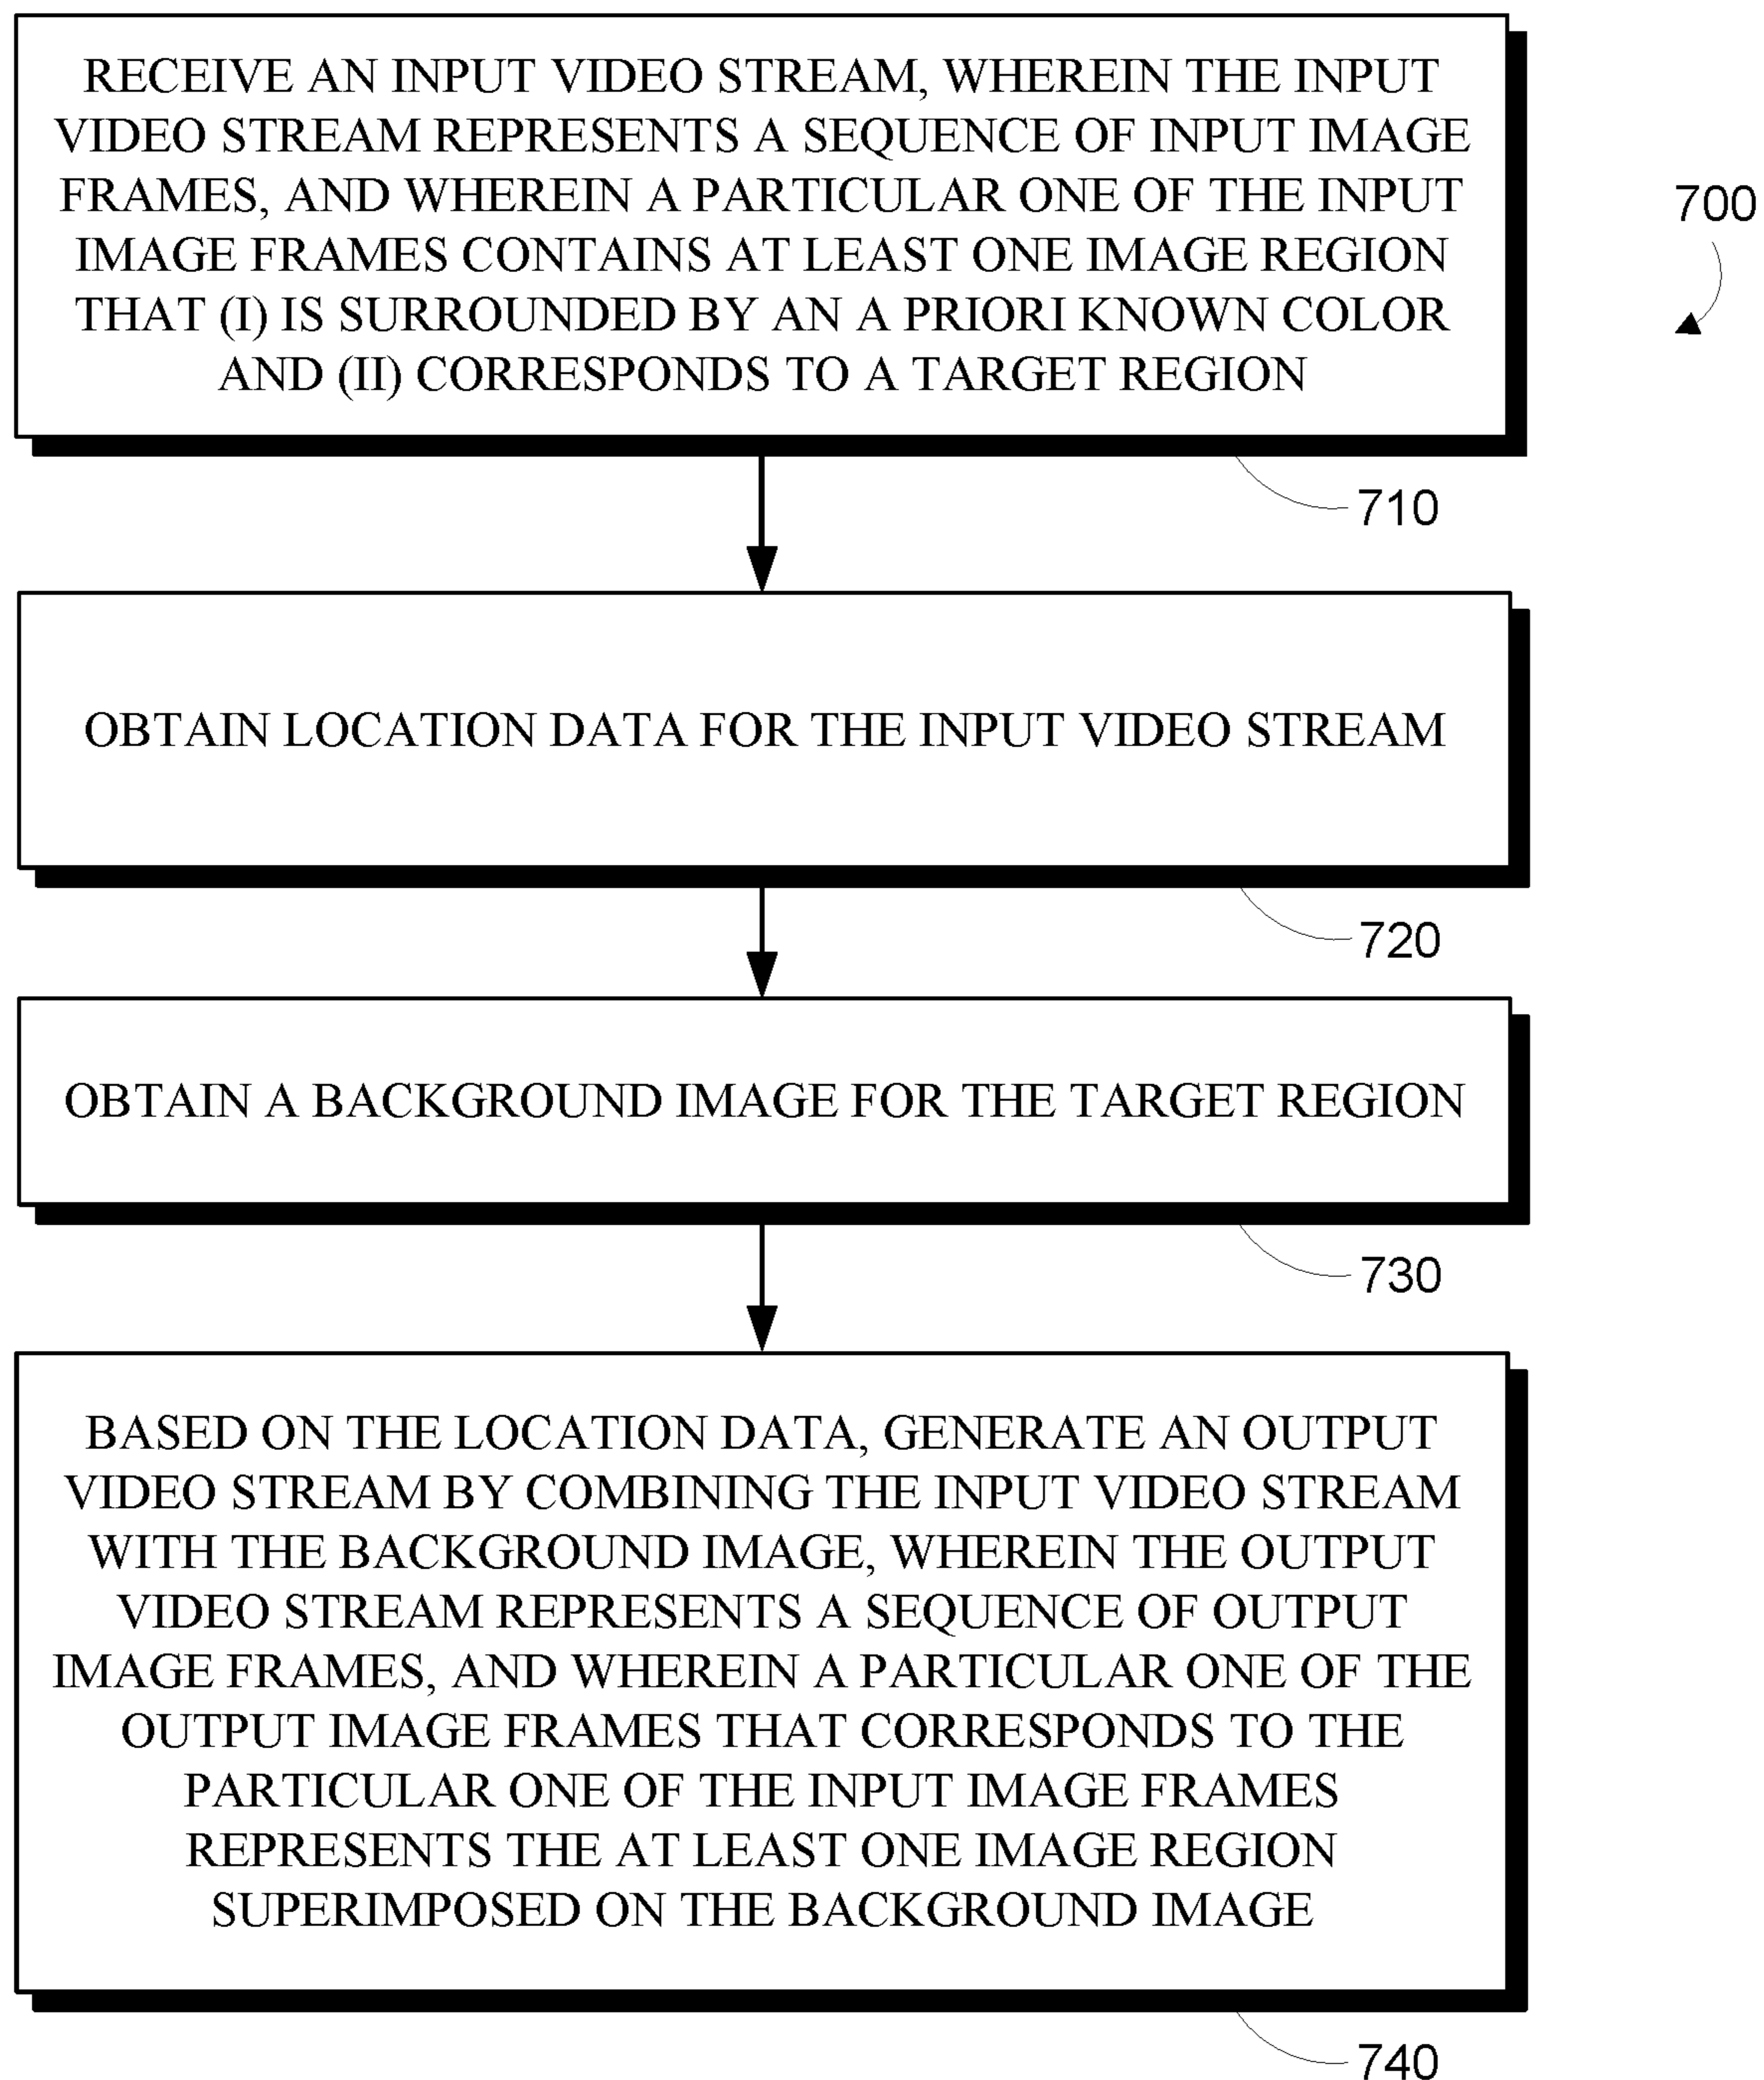 RECEIVE AN INPUT VIDEO STREAM, WHEREIN THE INPUT
VIDEO STREAM REPRESENTS A SEQUENCE OF INPUT IMAGE
FRAMES, AND WHEREIN A PARTICULAR ONE OF THE INPUT
IMAGE FRAMES CONTAINS AT LEAST ONE IMAGE REGION
THAT (I) IS SURROUNDED BY AN A PRIORI KNOWN COLOR
AND (II) CORRESPONDS TO A TARGET REGION
700
710
OBTAIN LOCATION DATA FOR THE INPUT VIDEO STREAM
720
OBTAIN A BACKGROUND IMAGE FOR THE TARGET REGION
730
BASED ON THE LOCATION DATA, GENERATE AN OUTPUT
VIDEO STREAM BY COMBINING THE INPUT VIDEO STREAM
WITH THE BACKGROUND IMAGE, WHEREIN THE OUTPUT
VIDEO STREAM REPRESENTS A SEQUENCE OF OUTPUT
IMAGE FRAMES, AND WHEREIN A PARTICULAR ONE OF THE
OUTPUT IMAGE FRAMES THAT CORRESPONDS TO THE
PARTICULAR ONE OF THE INPUT IMAGE FRAMES
REPRESENTS THE AT LEAST ONE IMAGE REGION
SUPERIMPOSED ON THE BACKGROUND IMAGE
740